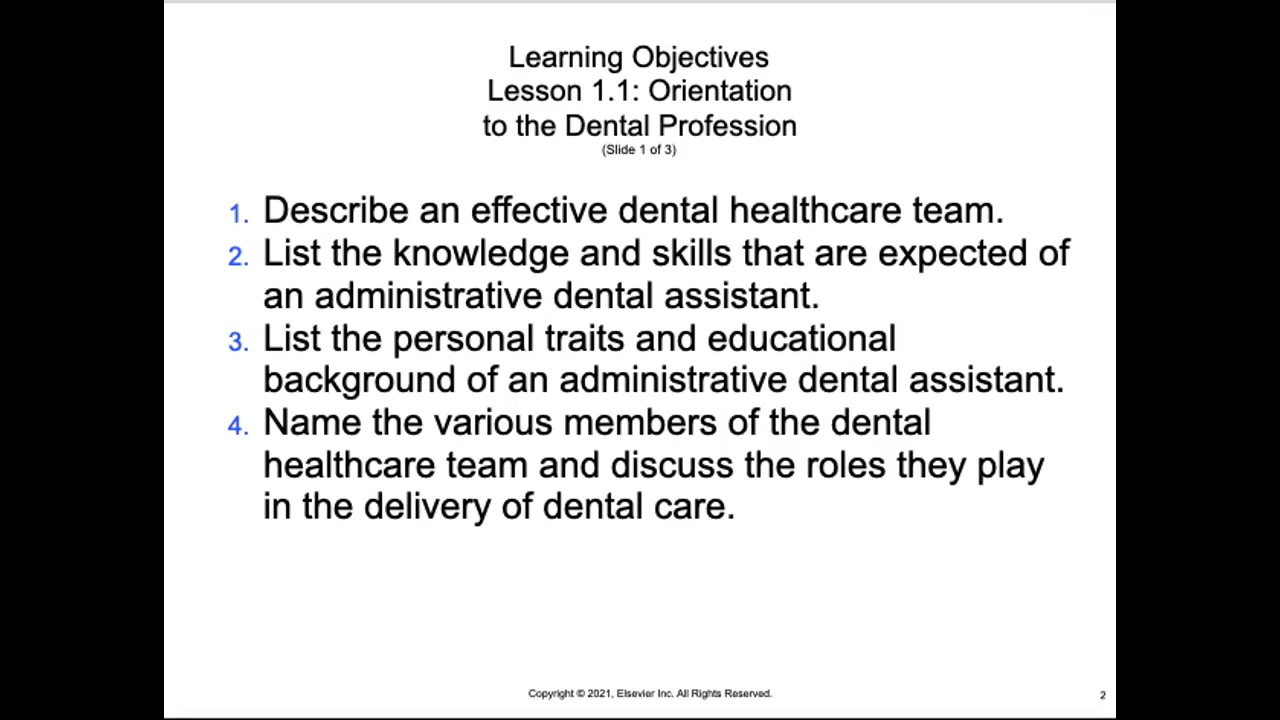 Learning Objectives
Lesson 1.1: Orientation
to the Dental Profession
(Slide 1 of 3)
1. Describe an effective dental healthcare team.
2. List the knowledge and skills that are expected of
an administrative dental assistant.
3. List the personal traits and educational
background of an administrative dental assistant.
4. Name the various members of the dental
healthcare team and discuss the roles they play
in the delivery of dental care.
Copyright © 2021, Elsevier Inc. All Rights Reserved.
2